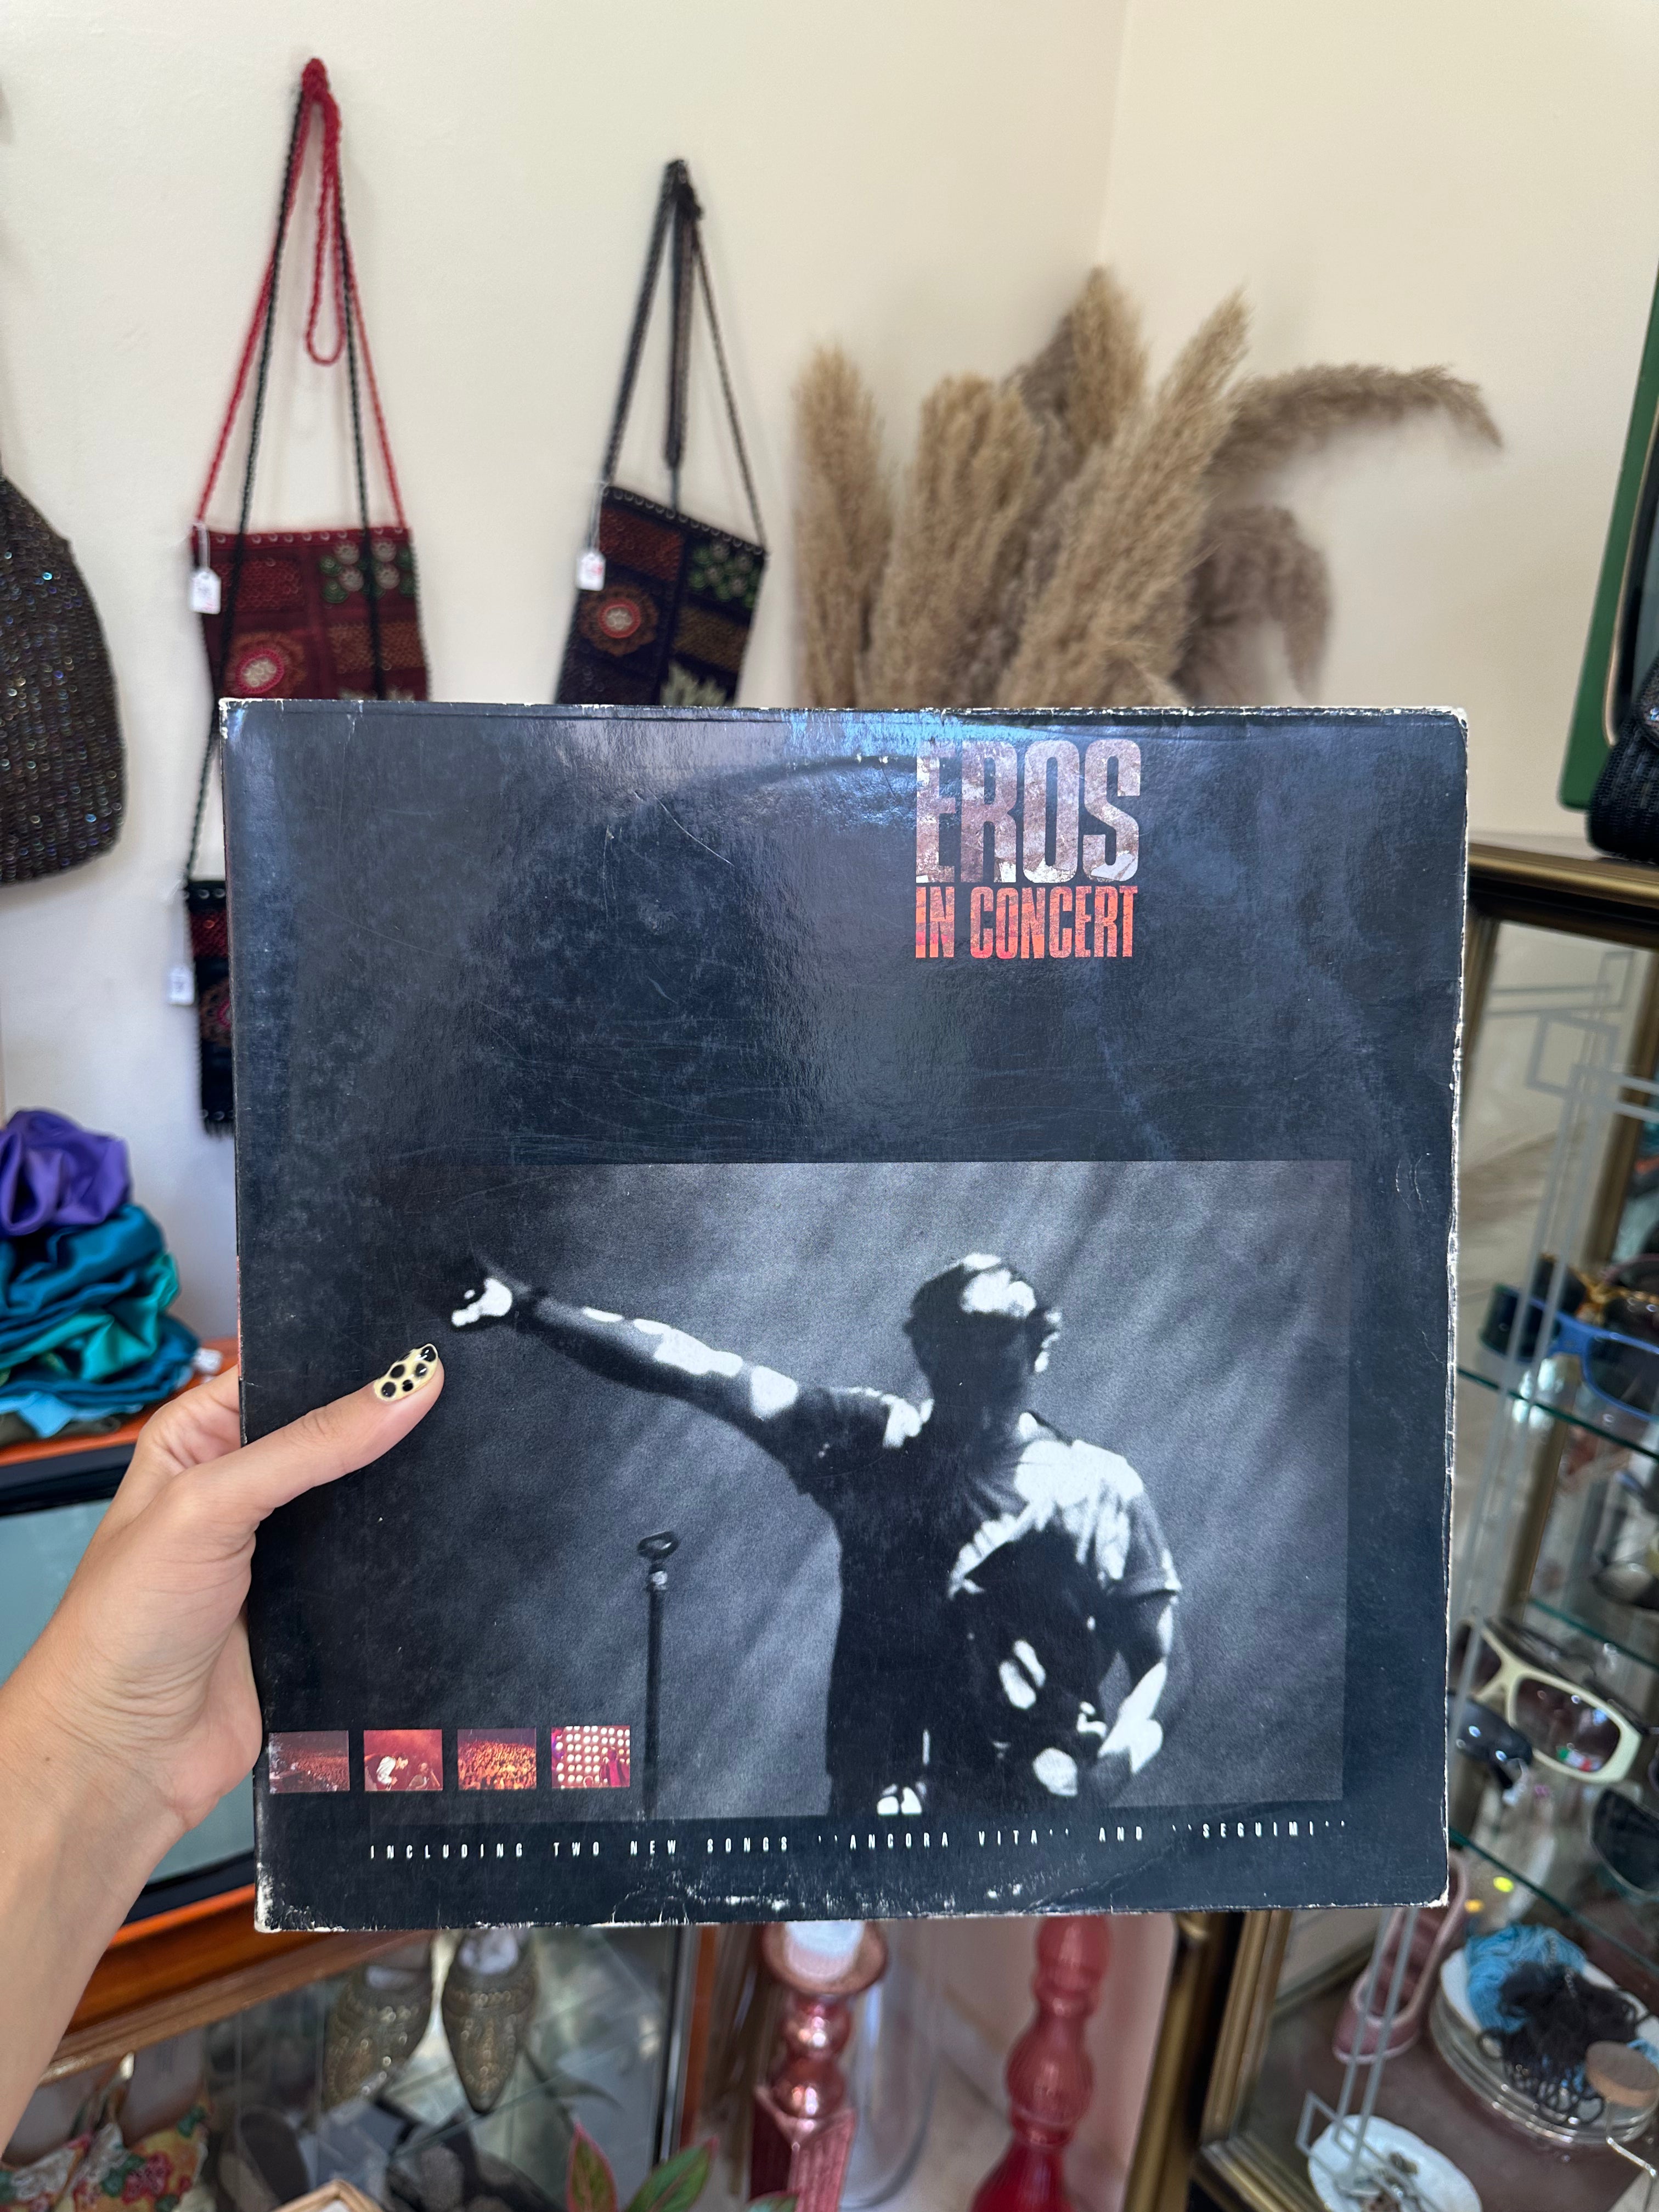 EROS
IN CONCERT
INCLUDING TWO NEW SONGS ''ANCORA VITA'' AND ''SEGUIMI''